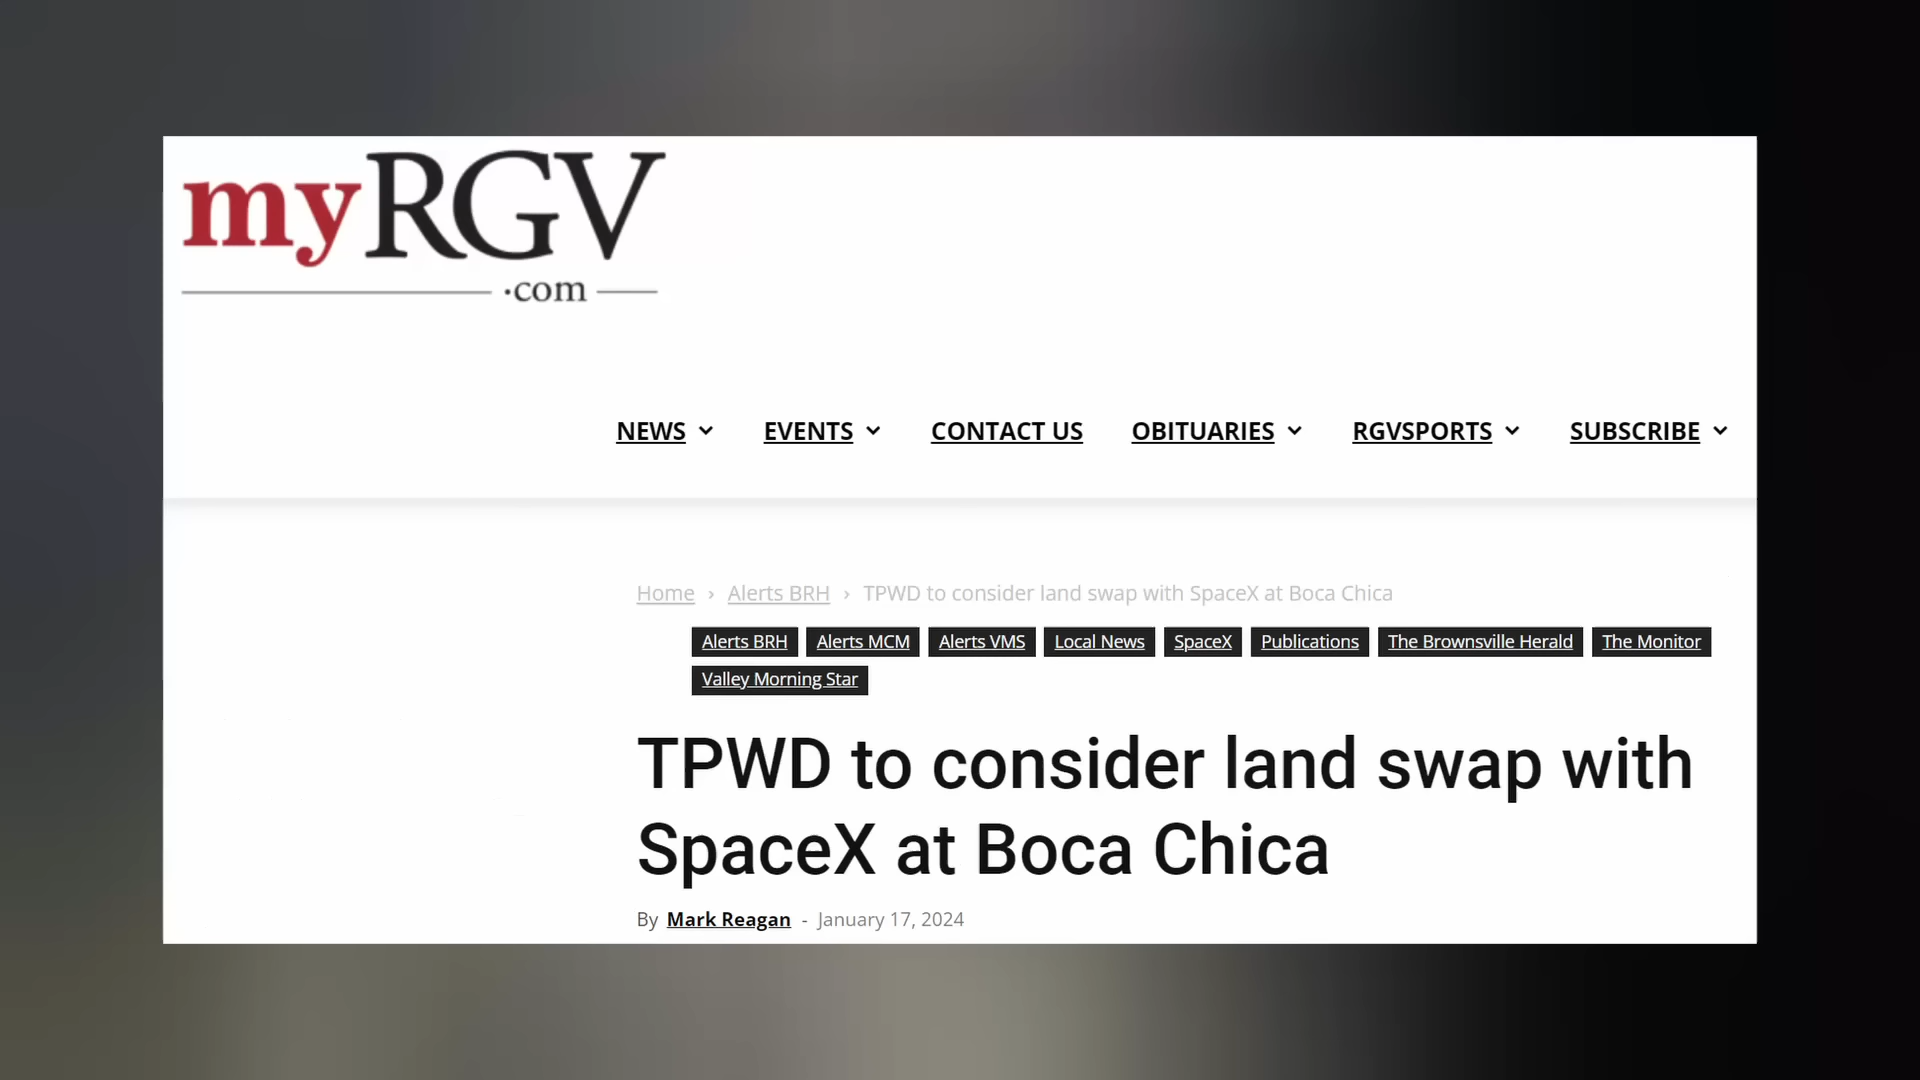 myRGV
.com
NEWS EVENTS CONTACT US OBITUARIES RGVSPORTS SUBSCRIBE
Home › Alerts BRH › TPWD to consider land swap with SpaceX at Boca Chica
Alerts BRH Alerts MCM Alerts VMS Local News SpaceX Publications The Brownsville Herald The Monitor
Valley Morning Star
TPWD to consider land swap with
SpaceX at Boca Chica
By Mark Reagan - January 17, 2024